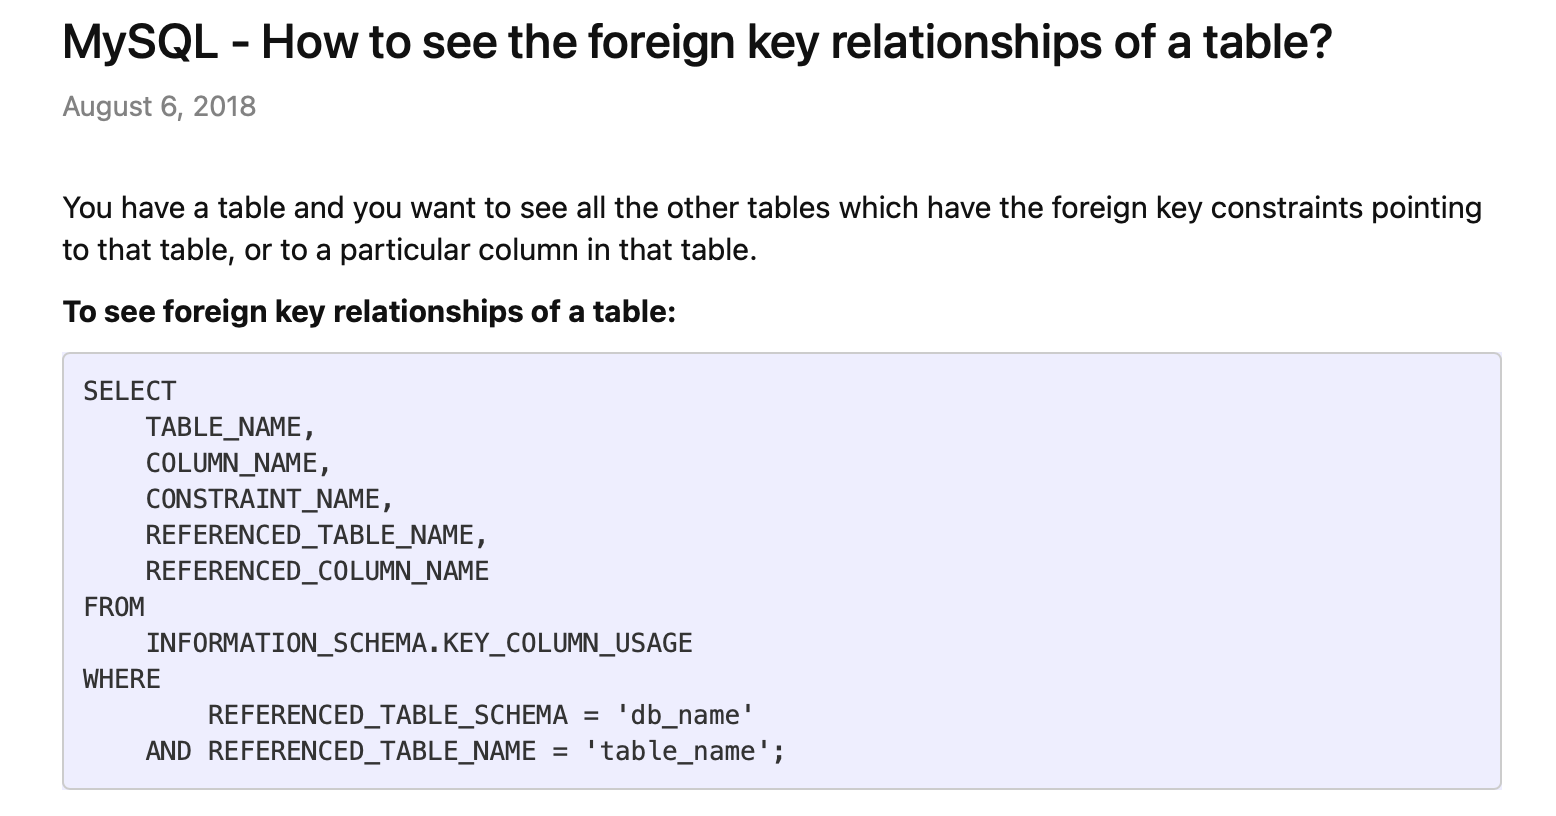 MySQL - How to see the foreign key relationships of a table?
August 6, 2018
You have a table and you want to see all the other tables which have the foreign key constraints pointing
to that table, or to a particular column in that table.
To see foreign key relationships of a table:
SELECT
    TABLE_NAME,
    COLUMN_NAME,
    CONSTRAINT_NAME,
    REFERENCED_TABLE_NAME,
    REFERENCED_COLUMN_NAME
FROM
    INFORMATION_SCHEMA.KEY_COLUMN_USAGE
WHERE
        REFERENCED_TABLE_SCHEMA = 'db_name'
    AND REFERENCED_TABLE_NAME = 'table_name';